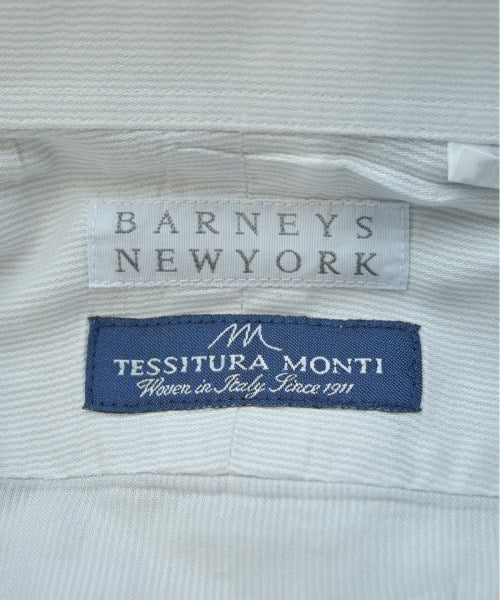 BARNEYS
NEWYORK
TESSITURA MONTI
Woven in Italy Since 1911